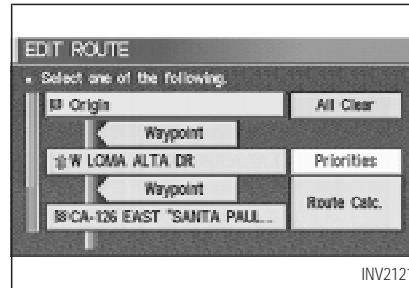 EDIT ROUTE
Select one of the following.
Origin
All Clear
Waypoint
W LOMA ALTA DR
Priorities
Waypoint
Route Calc.
CA-126 EAST "SANTA PAUL...
INV2121